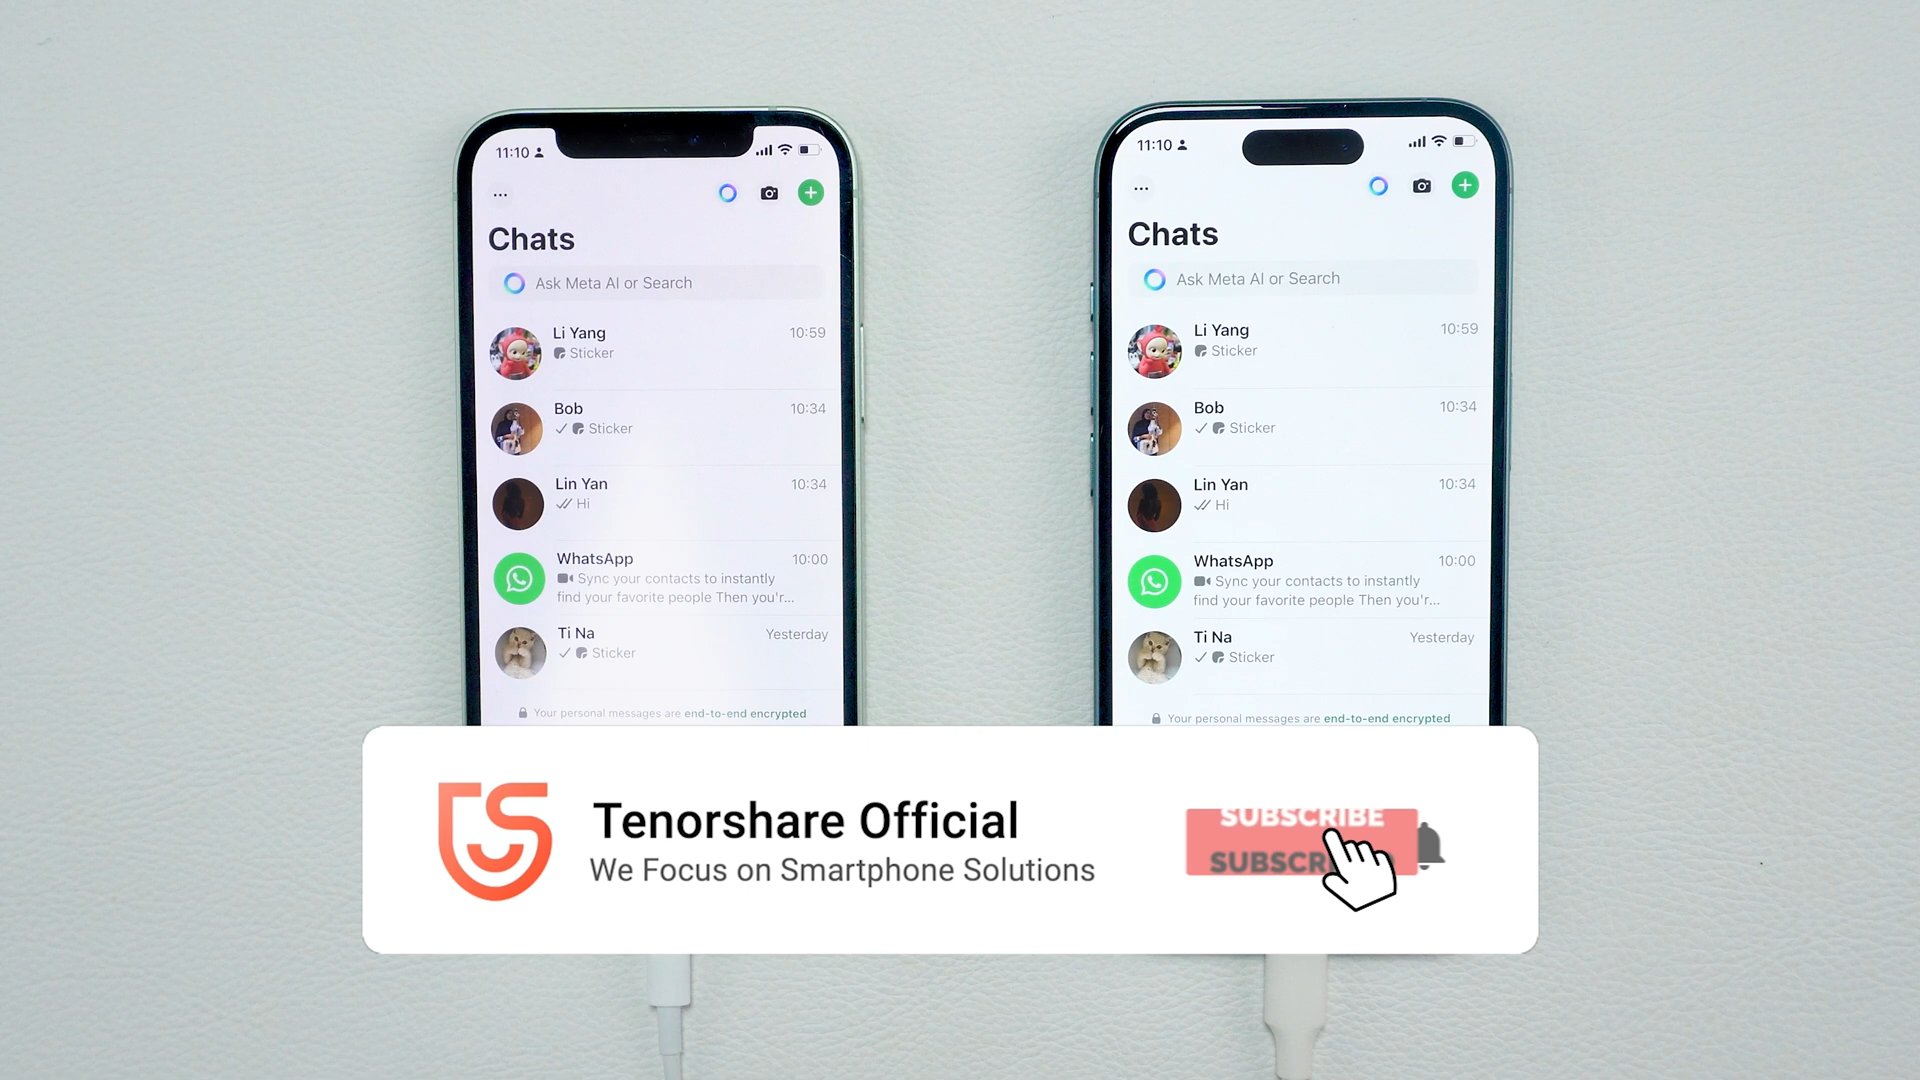 11:10
Chats
Ask Meta AI or Search
Li Yang 10:59
Sticker
Bob 10:34
Sticker
Lin Yan 10:34
Hi
WhatsApp 10:00
Sync your contacts to instantly
find your favorite people Then you'r...
Ti Na Yesterday
Sticker
Your personal messages are end-to-end encrypted
11:10
Chats
Ask Meta AI or Search
Li Yang 10:59
Sticker
Bob 10:34
Sticker
Lin Yan 10:34
Hi
WhatsApp 10:00
Sync your contacts to instantly
find your favorite people Then you'r...
Ti Na Yesterday
Sticker
Your personal messages are end-to-end encrypted
Tenorshare Official
We Focus on Smartphone Solutions
SUBSCRIBE